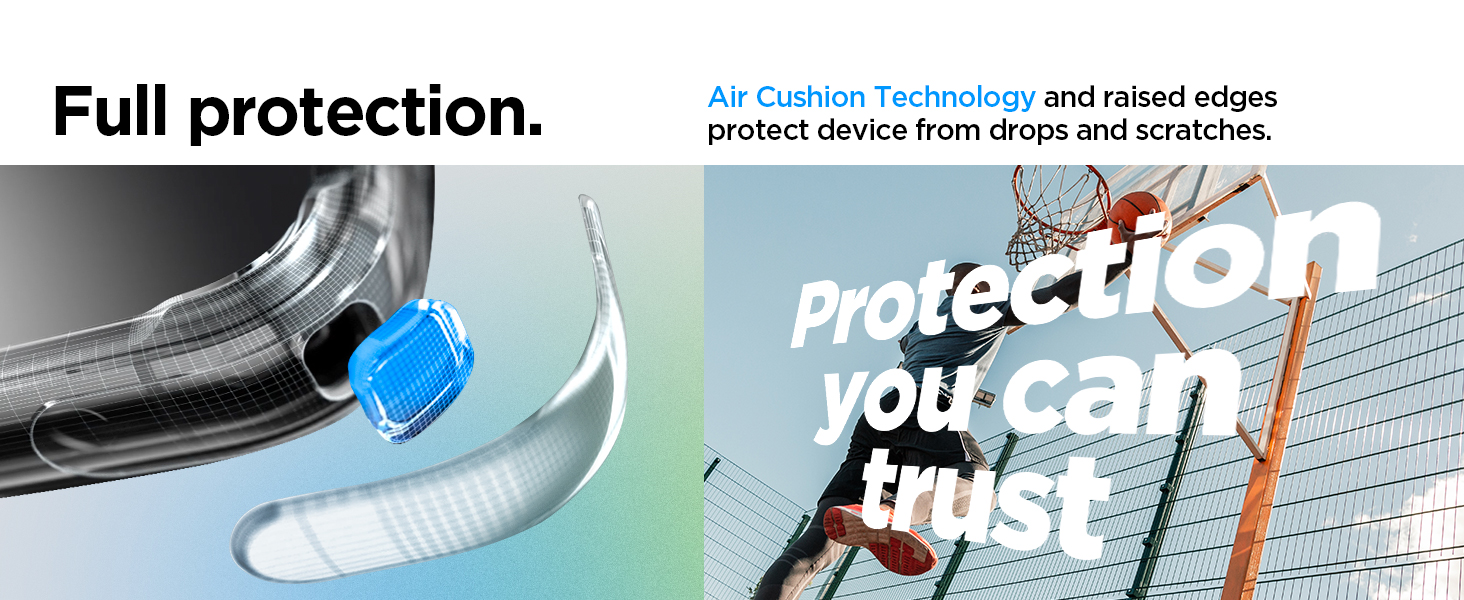 Full protection.
Air Cushion Technology and raised edges
protect device from drops and scratches.
Protection
you can
trust